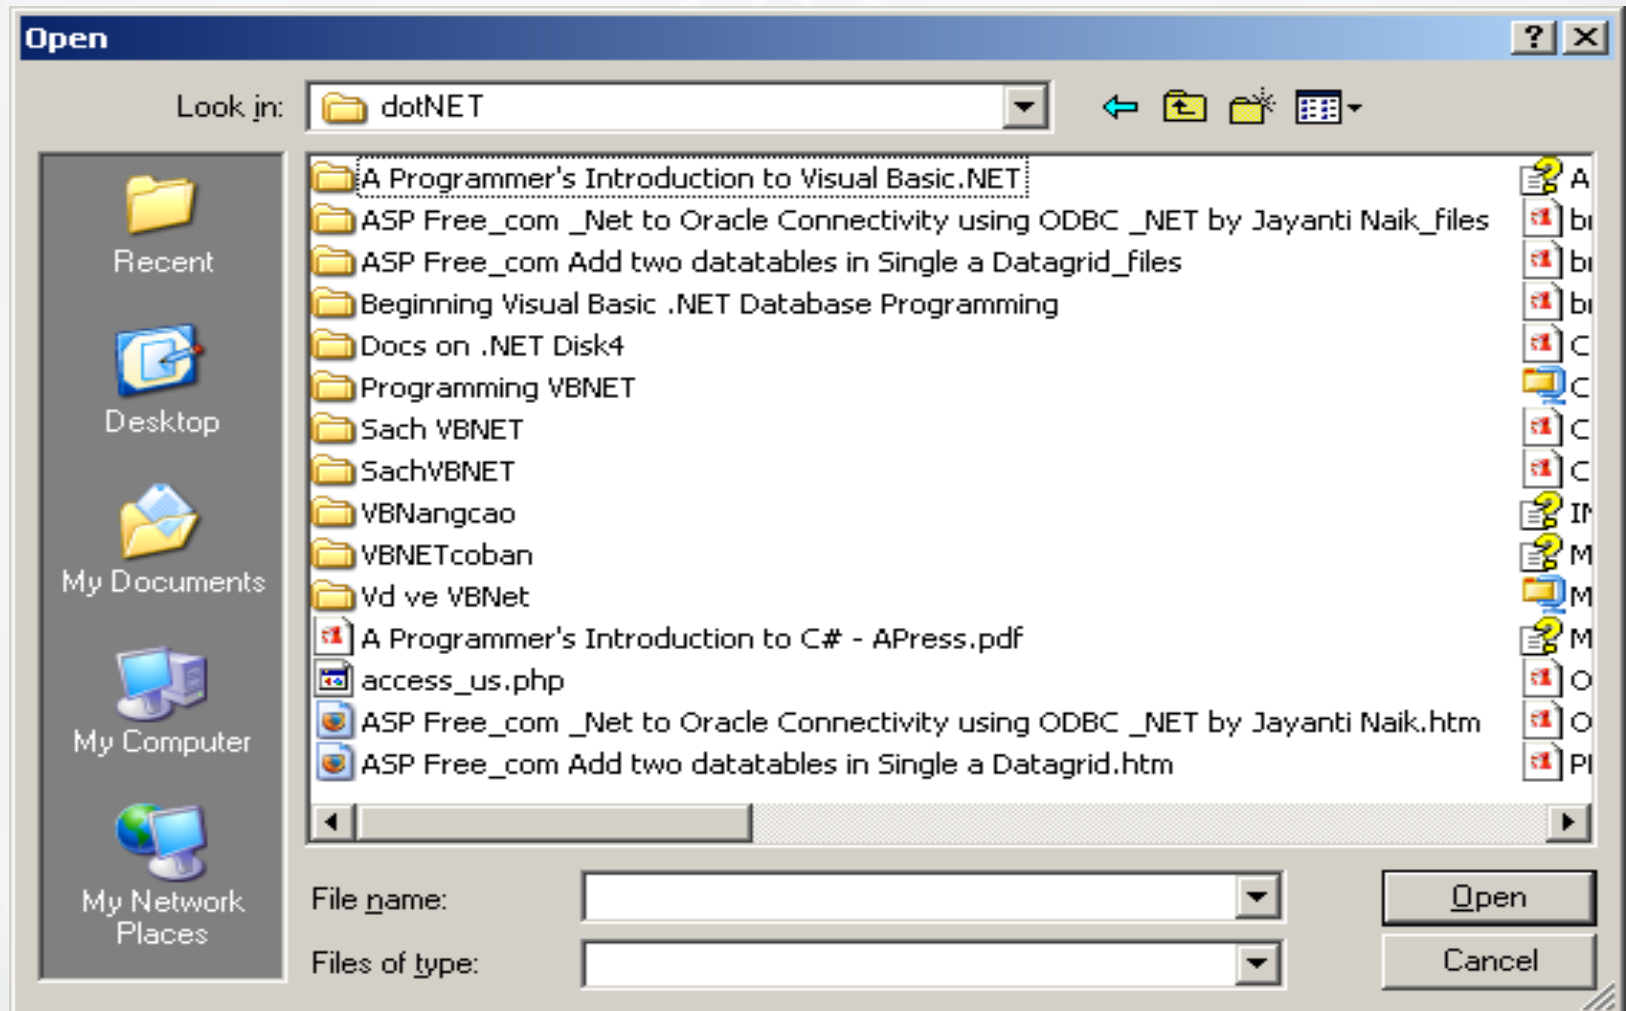 Open
Look in: dotNET
Recent
Desktop
My Documents
My Computer
My Network
Places
A Programmer's Introduction to Visual Basic.NET
ASP Free_com _Net to Oracle Connectivity using ODBC _NET by Jayanti Naik_files
ASP Free_com Add two datatables in Single a Datagrid_files
Beginning Visual Basic .NET Database Programming
Docs on .NET Disk4
Programming VBNET
Sach VBNET
SachVBNET
VBNangcao
VBNETcoban
Vd ve VBNet
A Programmer's Introduction to C# - APress.pdf
access_us.php
ASP Free_com _Net to Oracle Connectivity using ODBC _NET by Jayanti Naik.htm
ASP Free_com Add two datatables in Single a Datagrid.htm
File name:
Open
Files of type:
Cancel